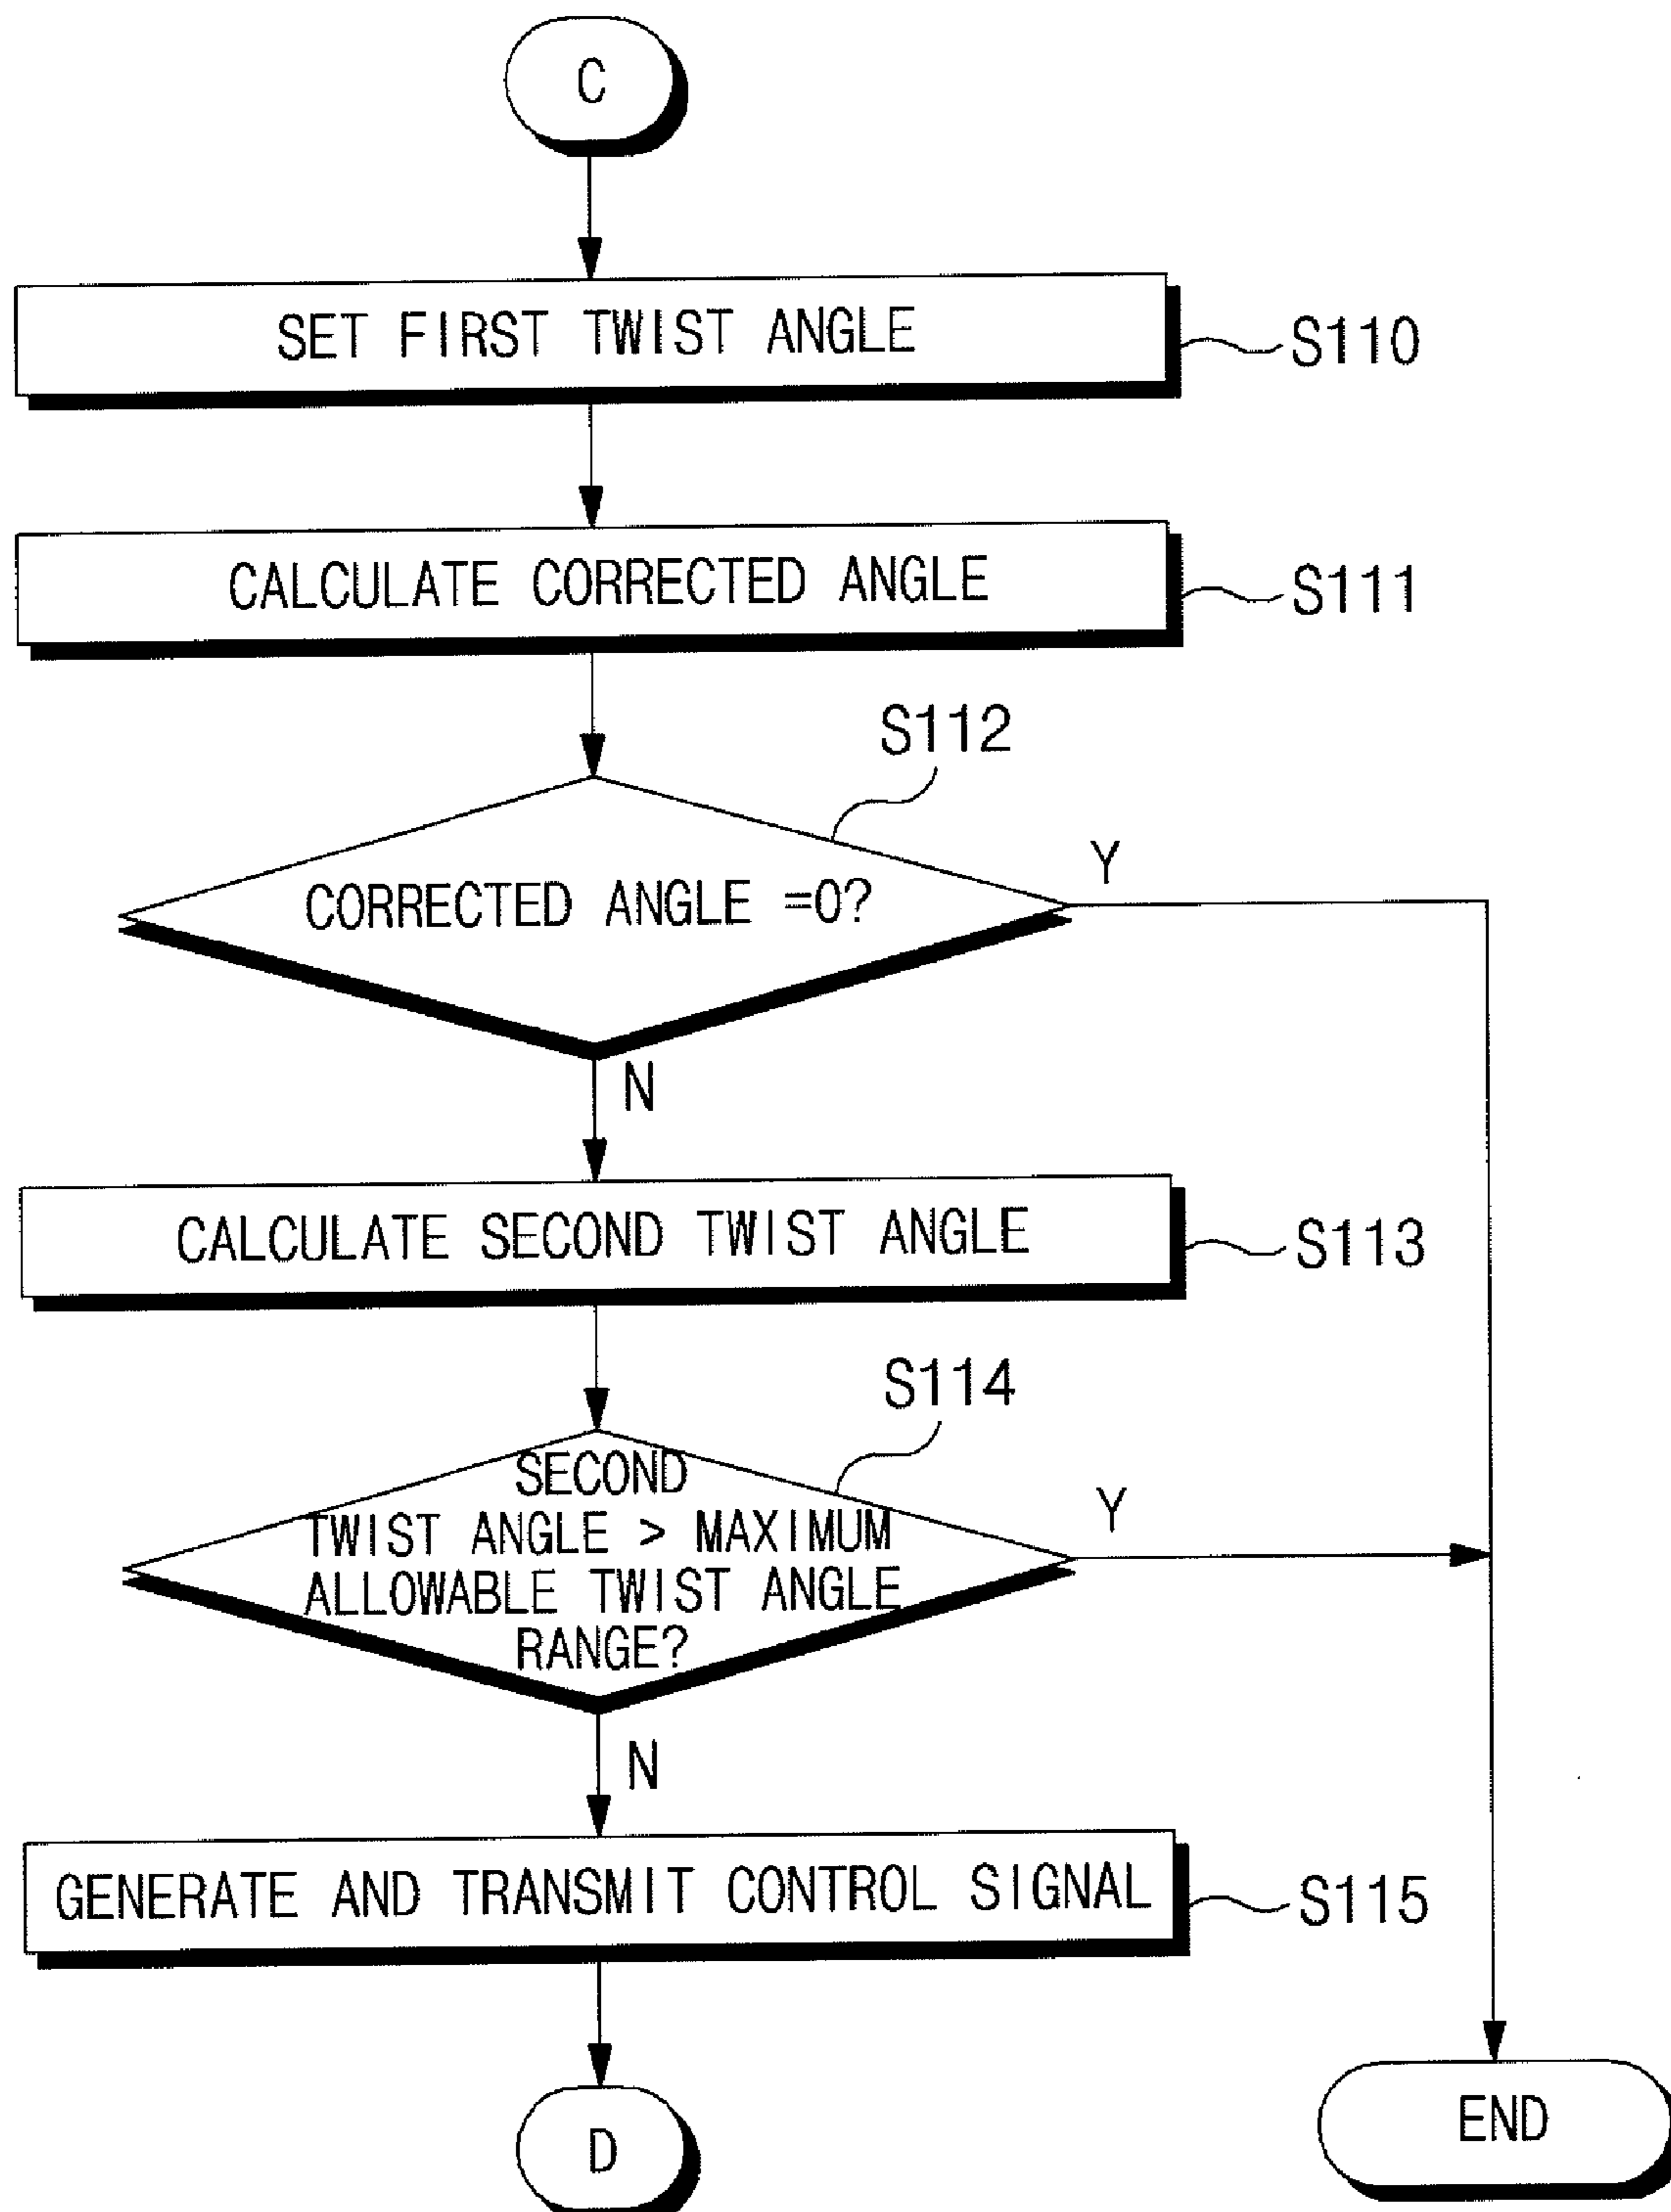 C
SET FIRST TWIST ANGLE
S110
CALCULATE CORRECTED ANGLE
S111
S112
CORRECTED ANGLE =0?
Y
N
CALCULATE SECOND TWIST ANGLE
S113
S114
SECOND
TWIST ANGLE > MAXIMUM
ALLOWABLE TWIST ANGLE
RANGE?
Y
N
GENERATE AND TRANSMIT CONTROL SIGNAL
S115
D
END